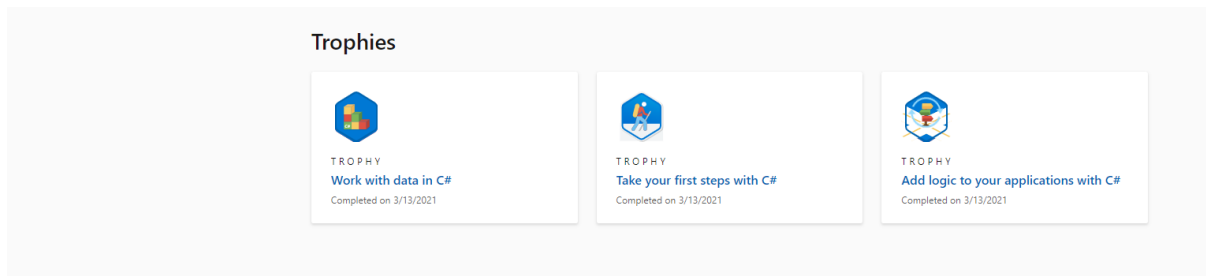 Trophies
TROPHY
Work with data in C#
Completed on 3/13/2021
TROPHY
Take your first steps with C#
Completed on 3/13/2021
TROPHY
Add logic to your applications with C#
Completed on 3/13/2021